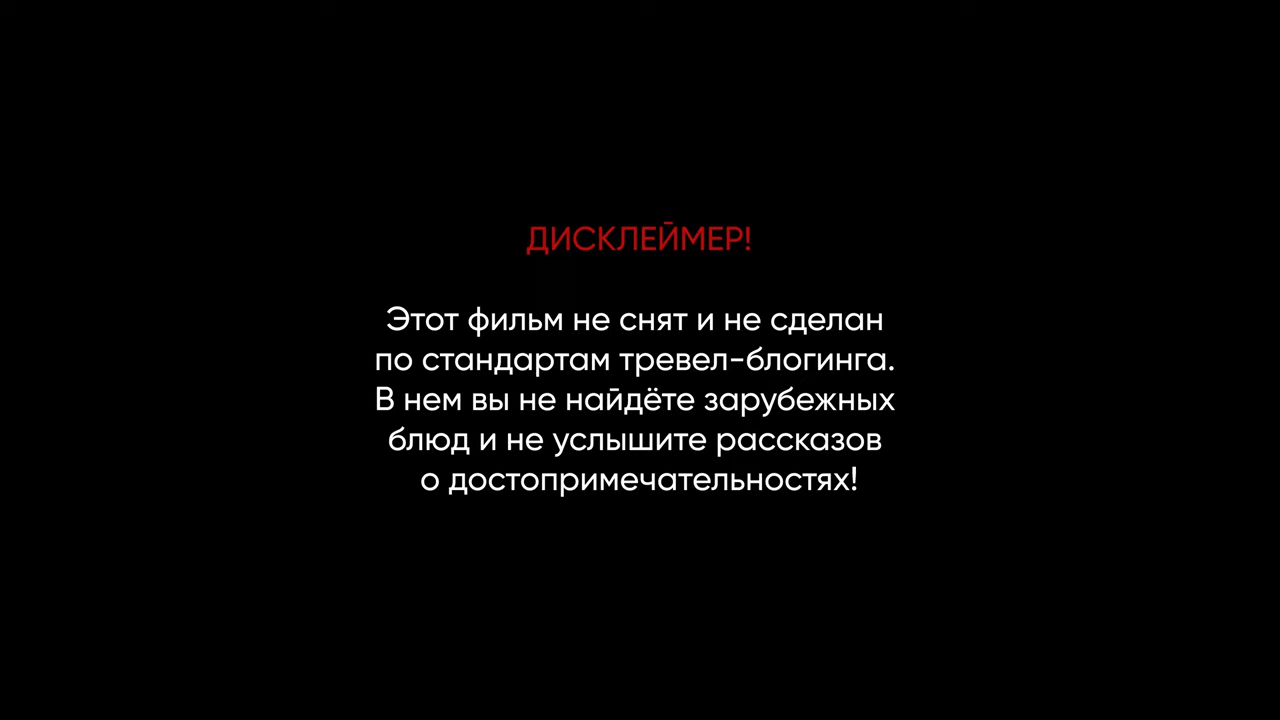 ДИСКЛЕЙМЕР!
Этот фильм не снят и не сделан
по стандартам тревел-блогинга.
В нем вы не найдёте зарубежных
блюд и не услышите рассказов
о достопримечательностях!